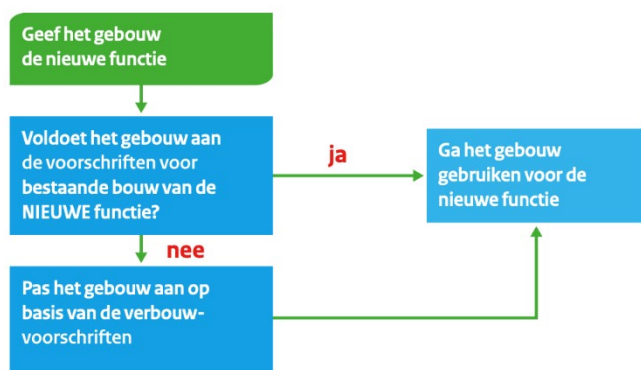 Geef het gebouw
de nieuwe functie
Voldoet het gebouw aan
de voorschriften voor
bestaande bouw van de
NIEUWE functie?
ja
Ga het gebouw
gebruiken voor de
nieuwe functie
nee
Pas het gebouw aan op
basis van de verbouw-
voorschriften